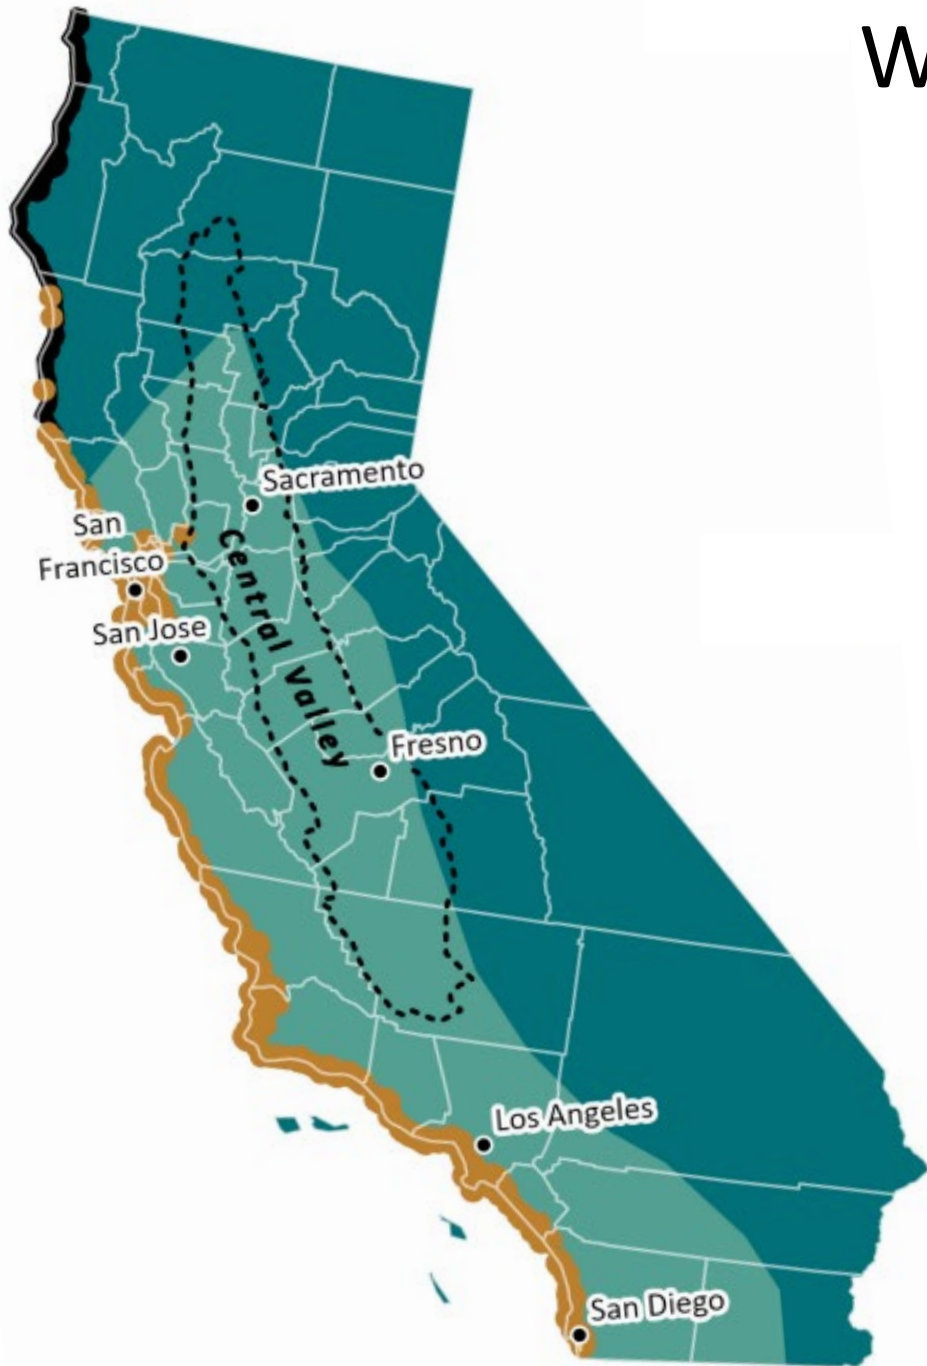 W
Sacramento
San
Francisco
San Jose
Central Valley
Fresno
Los Angeles
San Diego